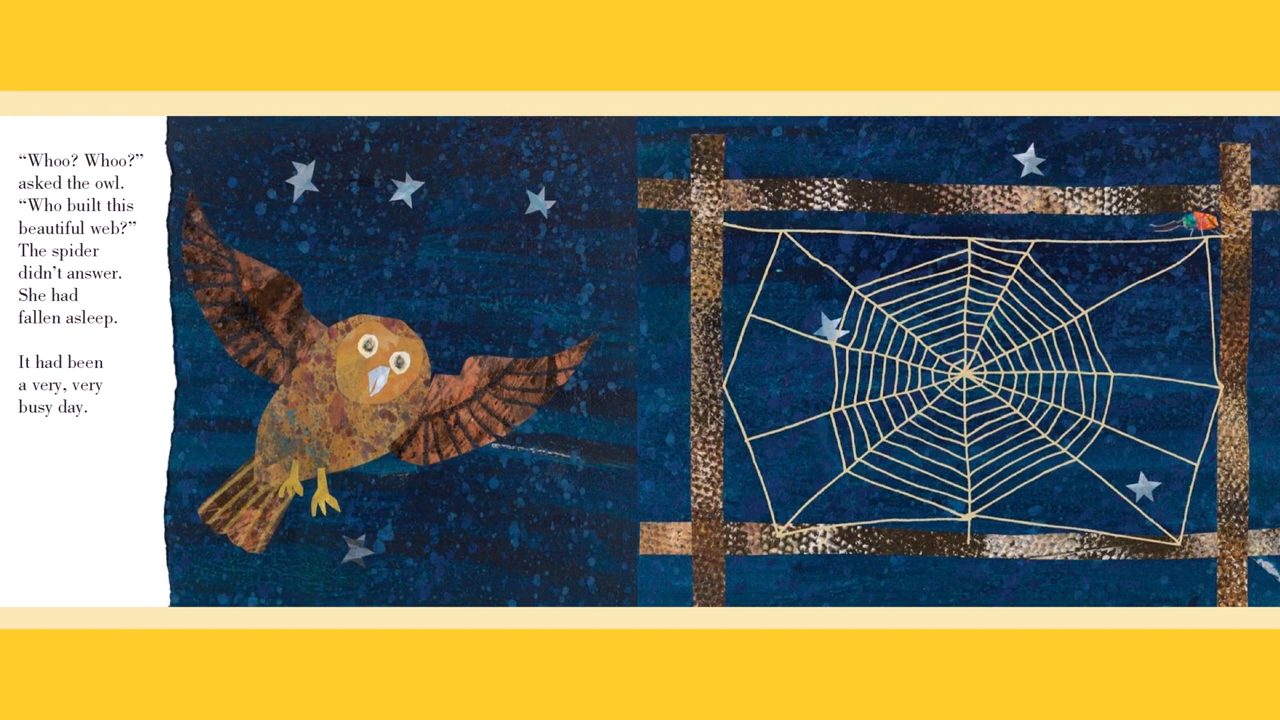 “Whoo? Whoo?”
asked the owl.
“Who built this
beautiful web?”
The spider
didn’t answer.
She had
fallen asleep.
It had been
a very, very
busy day.